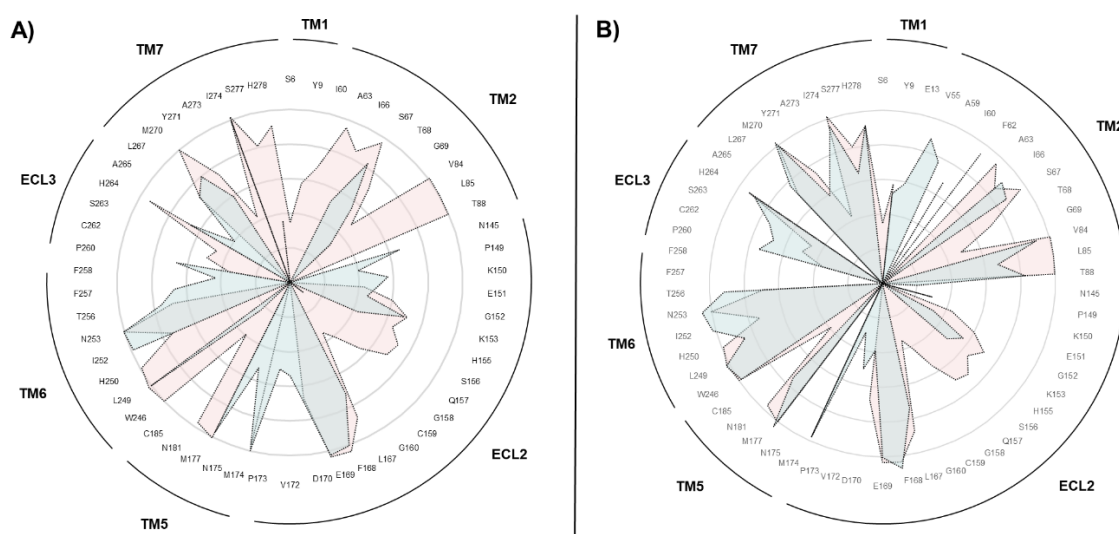 A)
TM1
TM2
ECL2
TM5
TM6
ECL3
TM7
S6
Y9
I60
A63
I66
S67
T68
G69
V84
L85
T88
N145
P149
K150
E151
G152
K153
H155
S156
Q157
G158
C159
G160
L167
F168
E169
D170
V172
P173
M174
N175
M177
N181
C185
W246
L249
H250
I252
N253
T256
F257
F258
P260
C262
S263
H264
A265
L267
M270
Y271
A273
I274
S277
H278
B)
TM1
TM2
ECL2
TM5
TM6
ECL3
TM7
S6
Y9
E13
V55
A59
I60
F62
A63
I66
S67
T68
G69
V84
L85
T88
N145
P149
K150
E151
G152
K153
H155
S156
Q157
G158
C159
G160
L167
F168
E169
D170
V172
P173
M174
N175
M177
N181
C185
W246
L249
H250
I252
N253
T256
F257
F258
P260
C262
S263
H264
A265
L267
M270
Y271
A273
I274
S277
H278